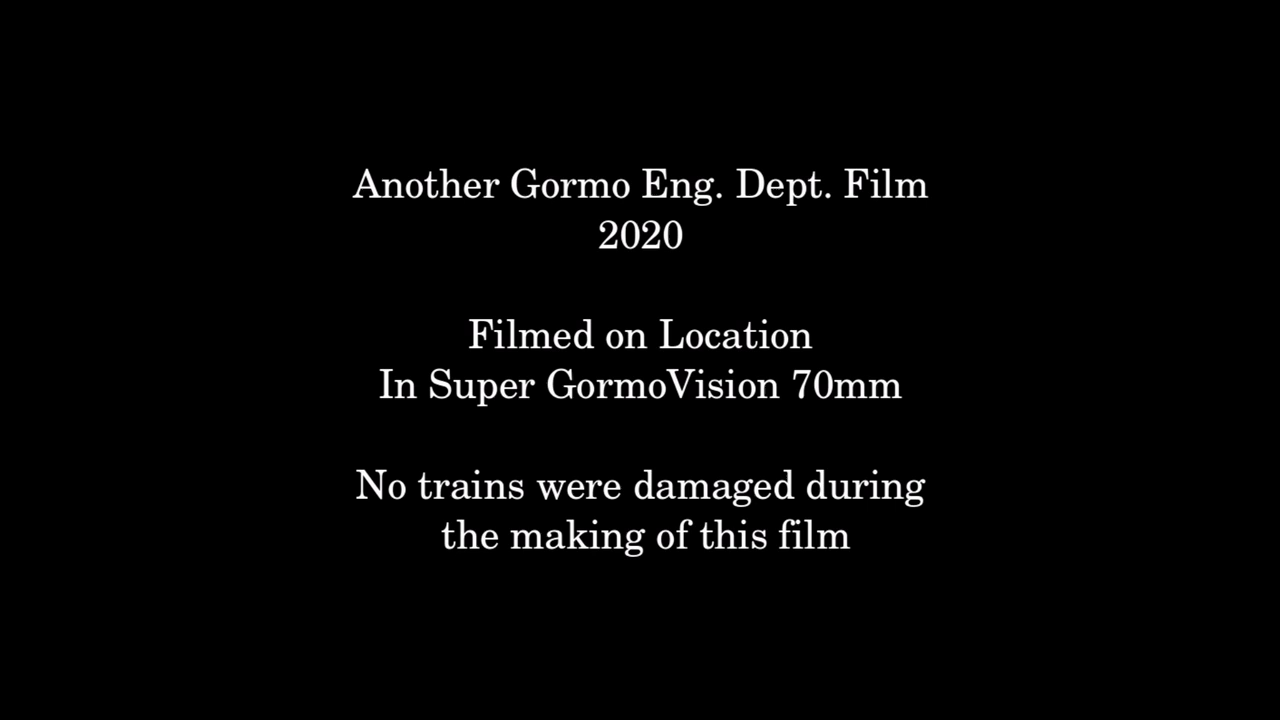 Another Gormo Eng. Dept. Film
2020
Filmed on Location
In Super GormoVision 70mm
No trains were damaged during
the making of this film